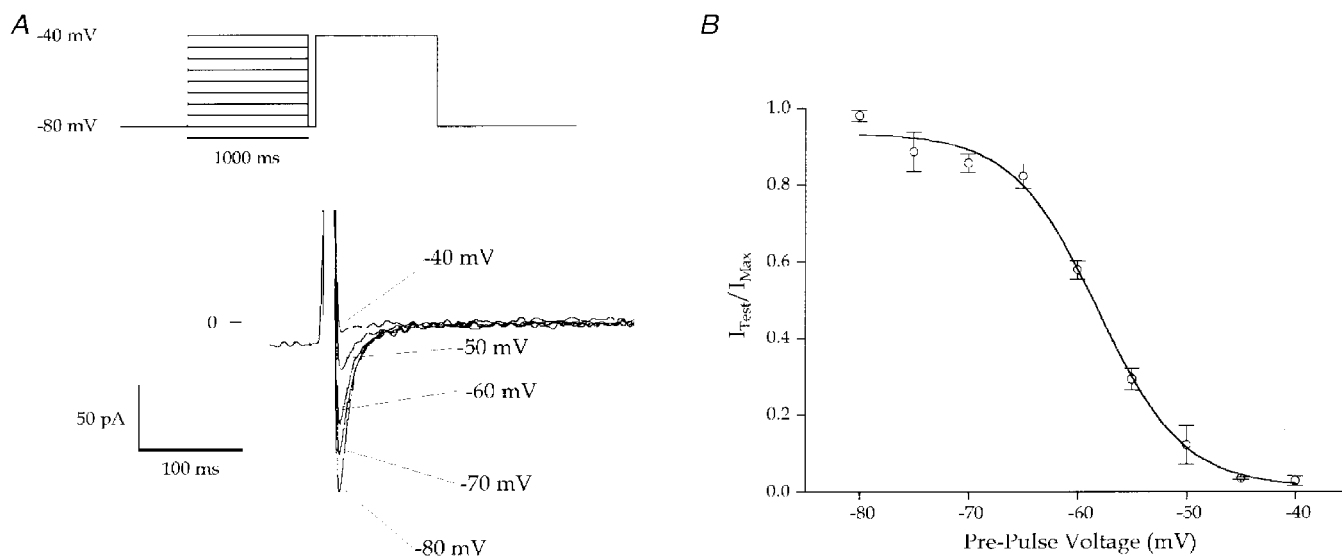 A
-40 mV
-80 mV
1000 ms
-40 mV
0
-50 mV
-60 mV
50 pA
100 ms
-70 mV
-80 mV
B
1.0
0.8
0.6
0.4
0.2
0.0
I_Test/I_Max
-80 -70 -60 -50 -40
Pre-Pulse Voltage (mV)